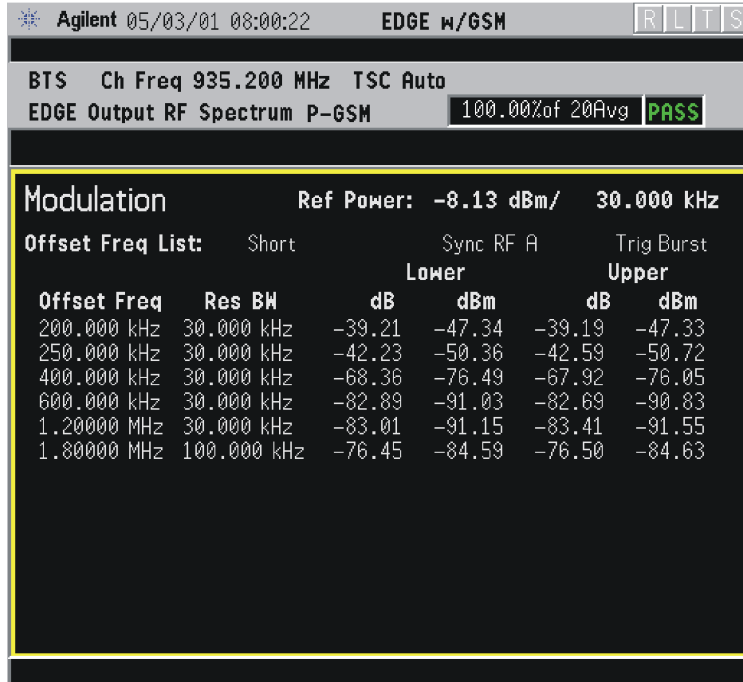 Agilent 05/03/01 08:00:22 EDGE w/GSM R L T S
BTS Ch Freq 935.200 MHz TSC Auto
EDGE Output RF Spectrum P-GSM 100.00%of 20Avg PASS
Modulation Ref Power: -8.13 dBm/ 30.000 kHz
Offset Freq List: Short Sync RF A Trig Burst
Lower Upper
Offset Freq Res BW dB dBm dB dBm
200.000 kHz 30.000 kHz -39.21 -47.34 -39.19 -47.33
250.000 kHz 30.000 kHz -42.23 -50.36 -42.59 -50.72
400.000 kHz 30.000 kHz -68.36 -76.49 -67.92 -76.05
600.000 kHz 30.000 kHz -82.89 -91.03 -82.69 -90.83
1.20000 MHz 30.000 kHz -83.01 -91.15 -83.41 -91.55
1.80000 MHz 100.000 kHz -76.45 -84.59 -76.50 -84.63